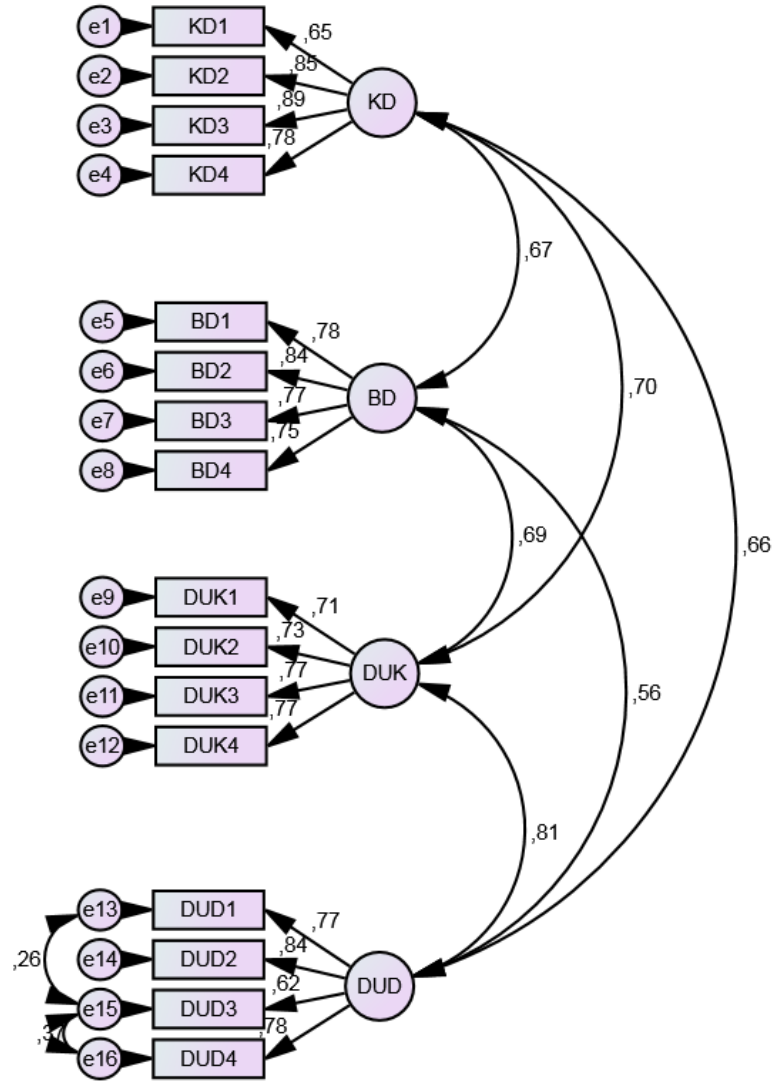 e1 KD1 ,65
e2 KD2 ,85
e3 KD3 ,89
e4 KD4 ,78
KD
,67
e5 BD1 ,78
e6 BD2 ,84
e7 BD3 ,77
e8 BD4 ,75
BD
,70
,69
,66
e9 DUK1 ,71
e10 DUK2 ,73
e11 DUK3 ,77
e12 DUK4 ,77
DUK
,56
,81
e13 DUD1 ,77
e14 DUD2 ,84
,26
e15 DUD3 ,62
e16 DUD4 ,78
DUD